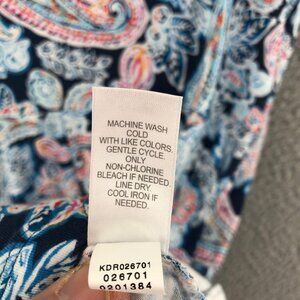 MACHINE WASH
COLD
WITH LIKE COLORS.
GENTLE CYCLE.
ONLY
NON-CHLORINE
BLEACH IF NEEDED.
LINE DRY.
COOL IRON IF
NEEDED.
KDR026701
026701
0201384